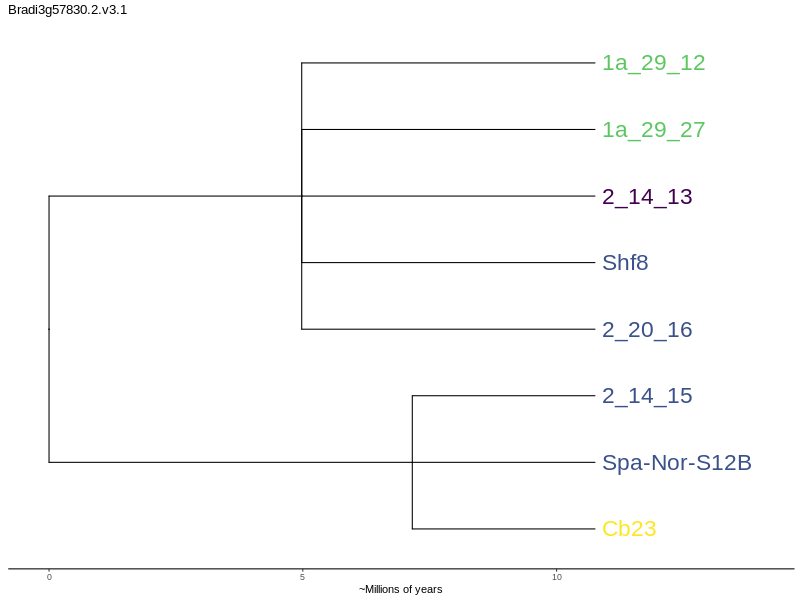 Bradi3g57830.2.v3.1
1a_29_12
1a_29_27
2_14_13
Shf8
2_20_16
2_14_15
Spa-Nor-S12B
Cb23
0 5 10
~Millions of years